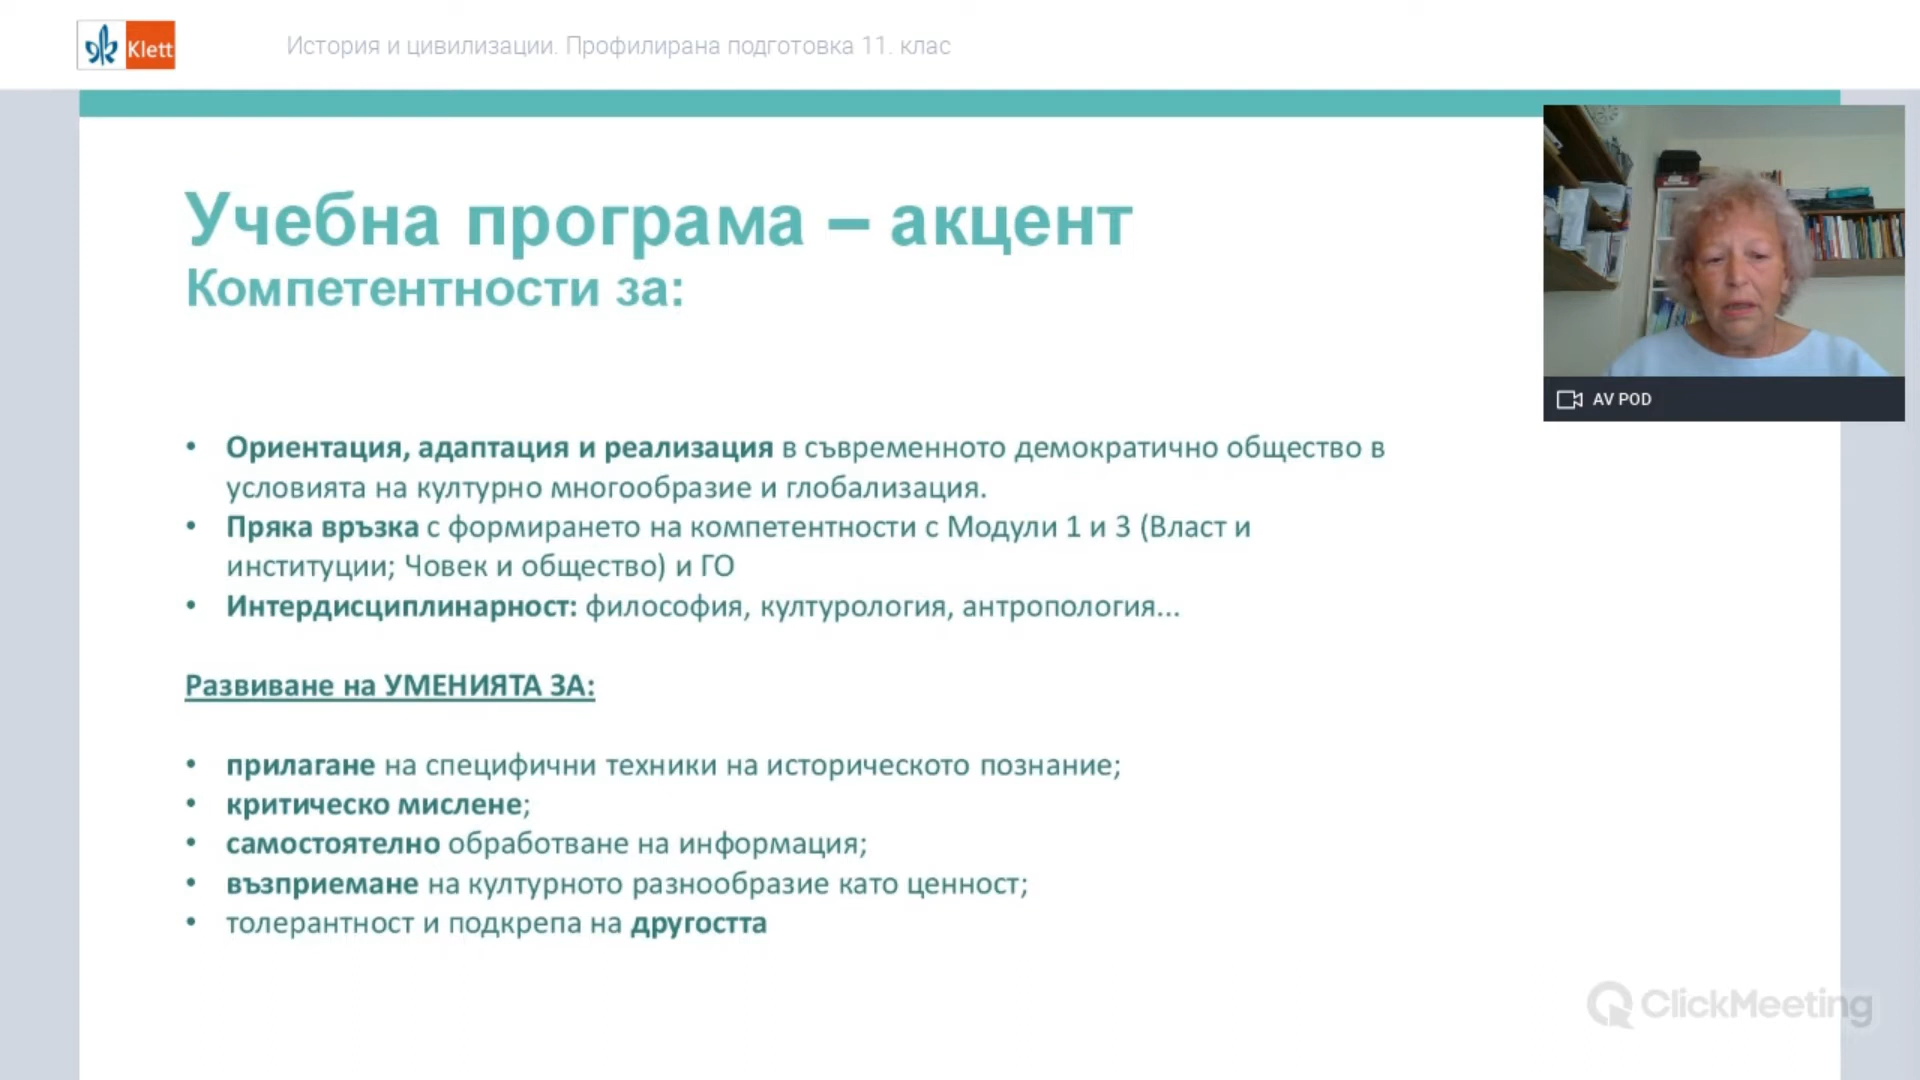 Klett
История и цивилизации. Профилирана подготовка 11. клас
Учебна програма – акцент
Компетентности за:
AV POD
• Ориентация, адаптация и реализация в съвременното демократично общество в
условията на културно многообразие и глобализация.
• Пряка връзка с формирането на компетентности с Модули 1 и 3 (Власт и
институции; Човек и общество) и ГО
• Интердисциплинарност: философия, културология, антропология...
Развиване на УМЕНИЯТА ЗА:
• прилагане на специфични техники на историческото познание;
• критическо мислене;
• самостоятелно обработване на информация;
• възприемане на културното разнообразие като ценност;
• толерантност и подкрепа на другостта
ClickMeeting